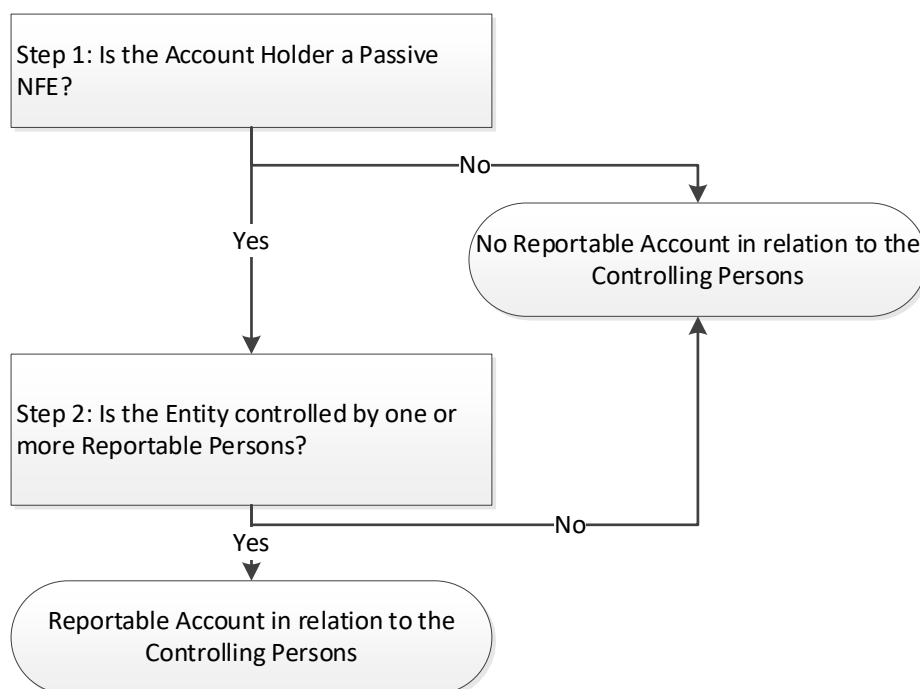 Step 1: Is the Account Holder a Passive
NFE?
No
Yes
No Reportable Account in relation to the
Controlling Persons
Step 2: Is the Entity controlled by one or
more Reportable Persons?
No
Yes
Reportable Account in relation to the
Controlling Persons